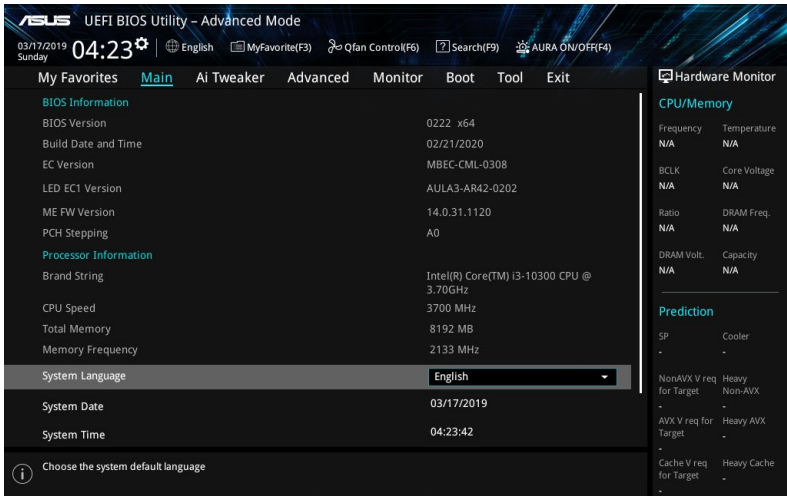 ASUS UEFI BIOS Utility – Advanced Mode
03/17/2019 Sunday 04:23 English MyFavorite(F3) Qfan Control(F6) ? Search(F9) AURA ON/OFF(F4)
My Favorites Main Ai Tweaker Advanced Monitor Boot Tool Exit
BIOS Information
BIOS Version 0222 x64
Build Date and Time 02/21/2020
EC Version MBEC-CML-0308
LED EC1 Version AULA3-AR42-0202
ME FW Version 14.0.31.1120
PCH Stepping A0
Processor Information
Brand String Intel(R) Core(TM) i3-10300 CPU @
3.70GHz
CPU Speed 3700 MHz
Total Memory 8192 MB
Memory Frequency 2133 MHz
System Language English
System Date 03/17/2019
System Time 04:23:42
i Choose the system default language
Hardware Monitor
CPU/Memory
Frequency Temperature
N/A N/A
BCLK Core Voltage
N/A N/A
Ratio DRAM Freq.
N/A N/A
DRAM Volt. Capacity
N/A N/A
Prediction
SP Cooler
- -
NonAVX V req Heavy
for Target Non-AVX
- -
AVX V req for Heavy AVX
Target -
-
Cache V req Heavy Cache
for Target -
-